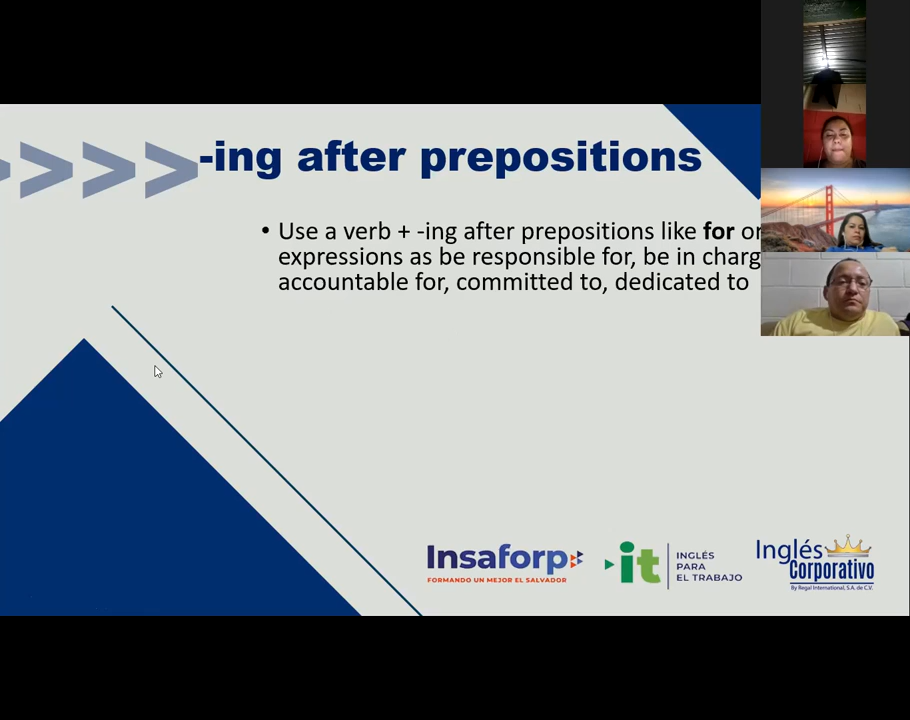 -ing after prepositions
• Use a verb + -ing after prepositions like for or
expressions as be responsible for, be in charg
accountable for, committed to, dedicated to
Insaforp
FORMANDO UN MEJOR EL SALVADOR
it
INGLÉS
PARA
EL TRABAJO
Inglés
Corporativo
By Regal International, S.A. de C.V.